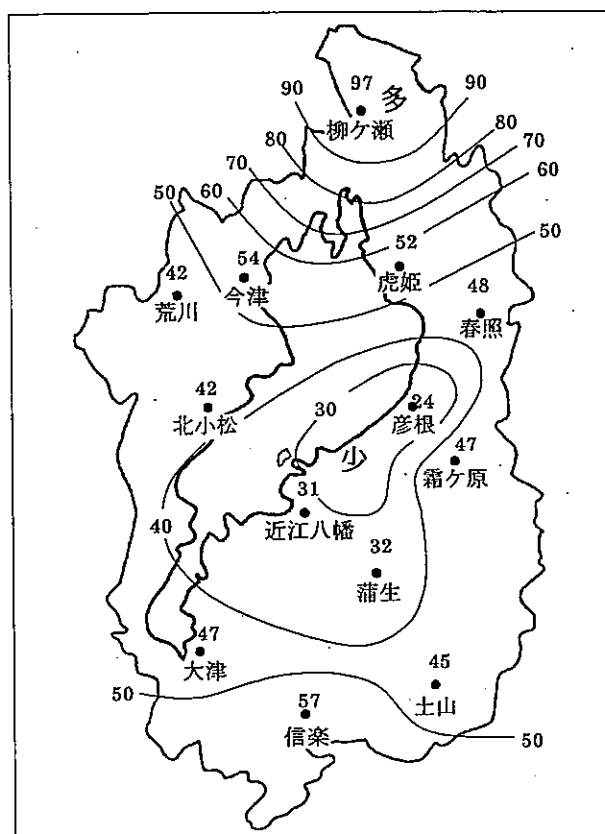 90
97
多
90
柳ケ瀬
80
80
70
70
60
60
50
50
52
54
42
虎姫
今津
48
荒川
春照
42
30
24
北小松
彦根
47
少
霜ケ原
31
40
近江八幡
32
蒲生
47
大津
45
50
57
土山
信楽
50